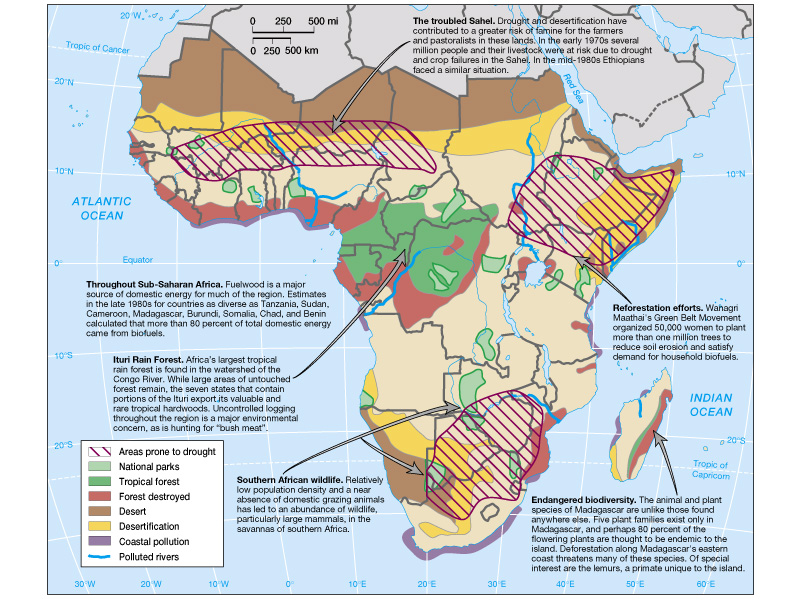 20°W
0 250 500 mi
0 250 500 km
The troubled Sahel. Drought and desertification have
contributed to a greater risk of famine for the farmers
and pastoralists in these lands. In the early 1970s several
million people and their livestock were at risk due to drought
and crop failures in the Sahel. In the mid-1980s Ethiopians
faced a similar situation.
Tropic of Cancer
20°N
Red Sea
10°N
10°N
ATLANTIC
OCEAN
Equator
0°
0°
Throughout Sub-Saharan Africa. Fuelwood is a major
source of domestic energy for much of the region. Estimates
in the late 1980s for countries as diverse as Tanzania, Sudan,
Cameroon, Madagascar, Burundi, Somalia, Chad, and Benin
calculated that more than 80 percent of total domestic energy
came from biofuels.
Reforestation efforts. Wahagri
Maathai's Green Belt Movement
organized 50,000 women to plant
more than one million trees to
reduce soil erosion and satisfy
demand for household biofuels.
10°S
Ituri Rain Forest. Africa's largest tropical
rain forest is found in the watershed of the
Congo River. While large areas of untouched
forest remain, the seven states that contain
portions of the Ituri export its valuable and
rare tropical hardwoods. Uncontrolled logging
throughout the region is a major environmental
concern, as is hunting for "bush meat".
INDIAN
OCEAN
20°S
20°S
Tropic of
Capricorn
Areas prone to drought
National parks
Tropical forest
Forest destroyed
Desert
Desertification
Coastal pollution
Polluted rivers
Southern African wildlife. Relatively
low population density and a near
absence of domestic grazing animals
has led to an abundance of wildlife,
particularly large mammals, in the
savannas of southern Africa.
Endangered biodiversity. The animal and plant
species of Madagascar are unlike those found
anywhere else. Five plant families exist only in
Madagascar, and perhaps 80 percent of the
flowering plants are thought to be endemic to the
island. Deforestation along Madagascar's eastern
coast threatens many of these species. Of special
interest are the lemurs, a primate unique to the island.
30°W 20°W 10°W 0° 10°E 20°E 30°E 40°E 50°E 60°E